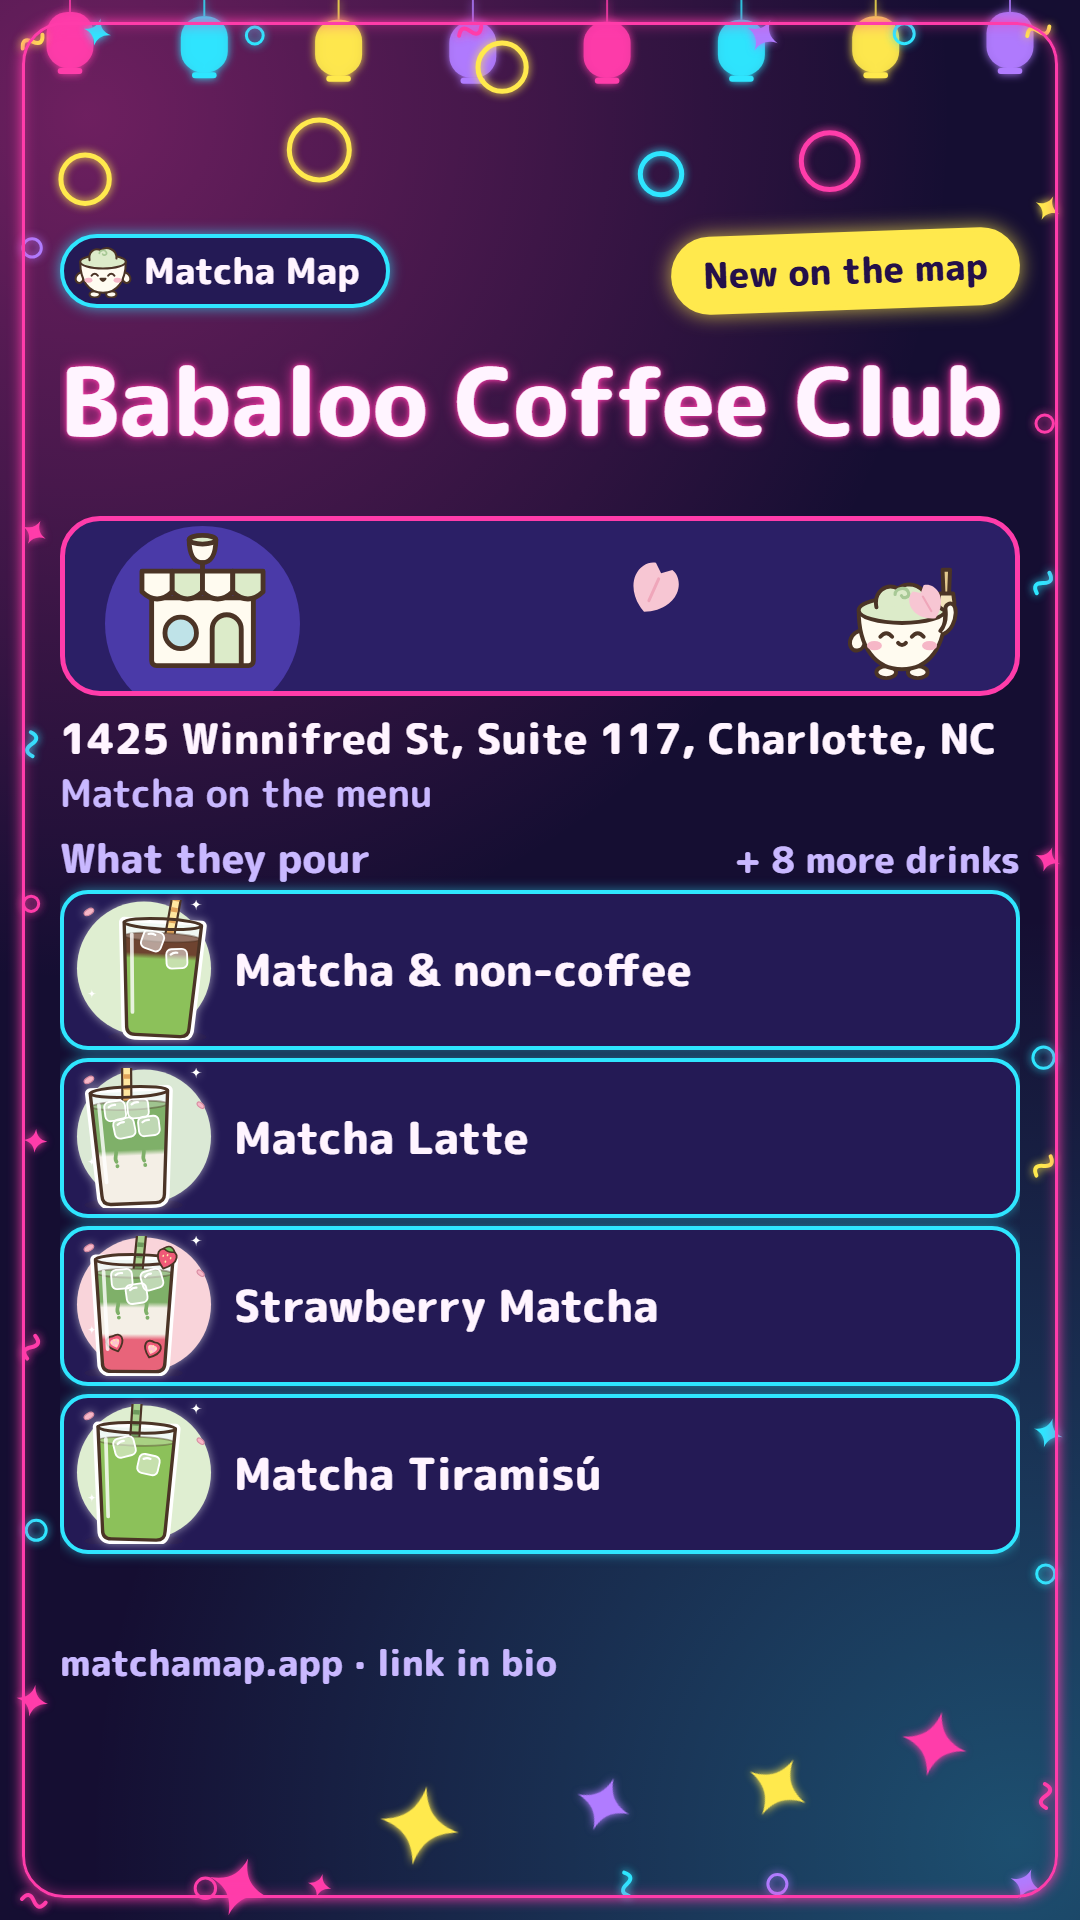 Matcha Map
New on the map
Babaloo Coffee Club
1425 Winnifred St, Suite 117, Charlotte, NC
Matcha on the menu
What they pour
+ 8 more drinks
Matcha & non-coffee
Matcha Latte
Strawberry Matcha
Matcha Tiramisú
matchamap.app · link in bio